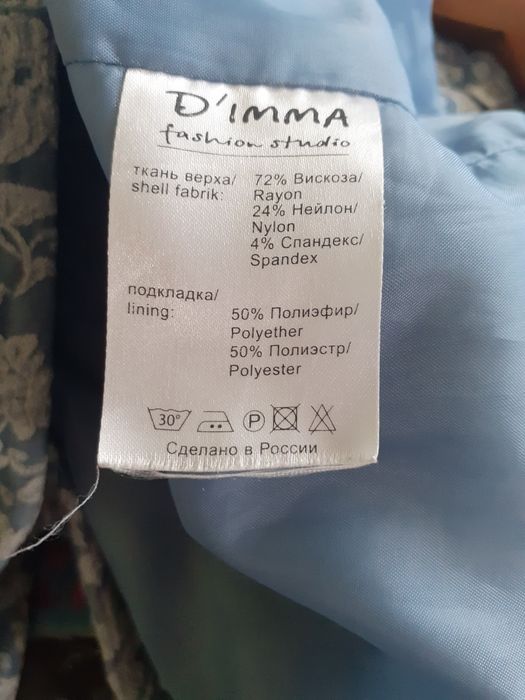 D'IMMA
fashion studio
ткань верха/ 72% Вискоза/
shell fabrik: Rayon
24% Нейлон/
Nylon
4% Спандекс/
Spandex
подкладка/
lining: 50% Полиэфир/
Polyether
50% Полиэстр/
Polyester
30° P
Сделано в России